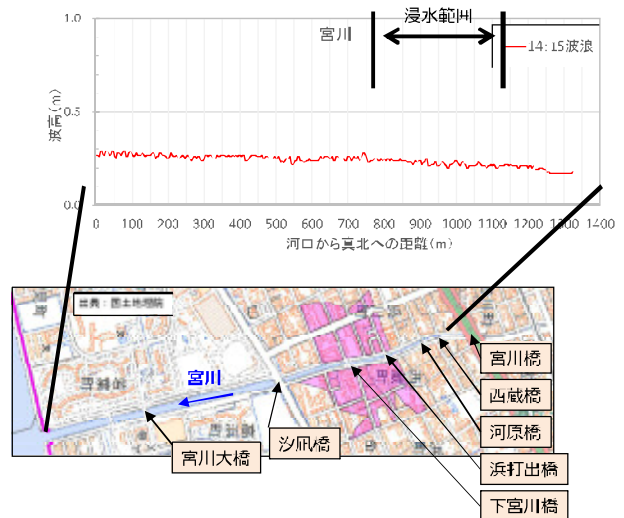 浸水範囲
宮川
14:15波浪
1.0
0.5
0.0
波高(m)
0 100 200 300 400 500 600 700 800 900 1000 1100 1200 1300 1400
河口から真北への距離(m)
出典：国土地理院
宮川
宮川橋
西蔵橋
河原橋
浜打出橋
下宮川橋
汐凪橋
宮川大橋